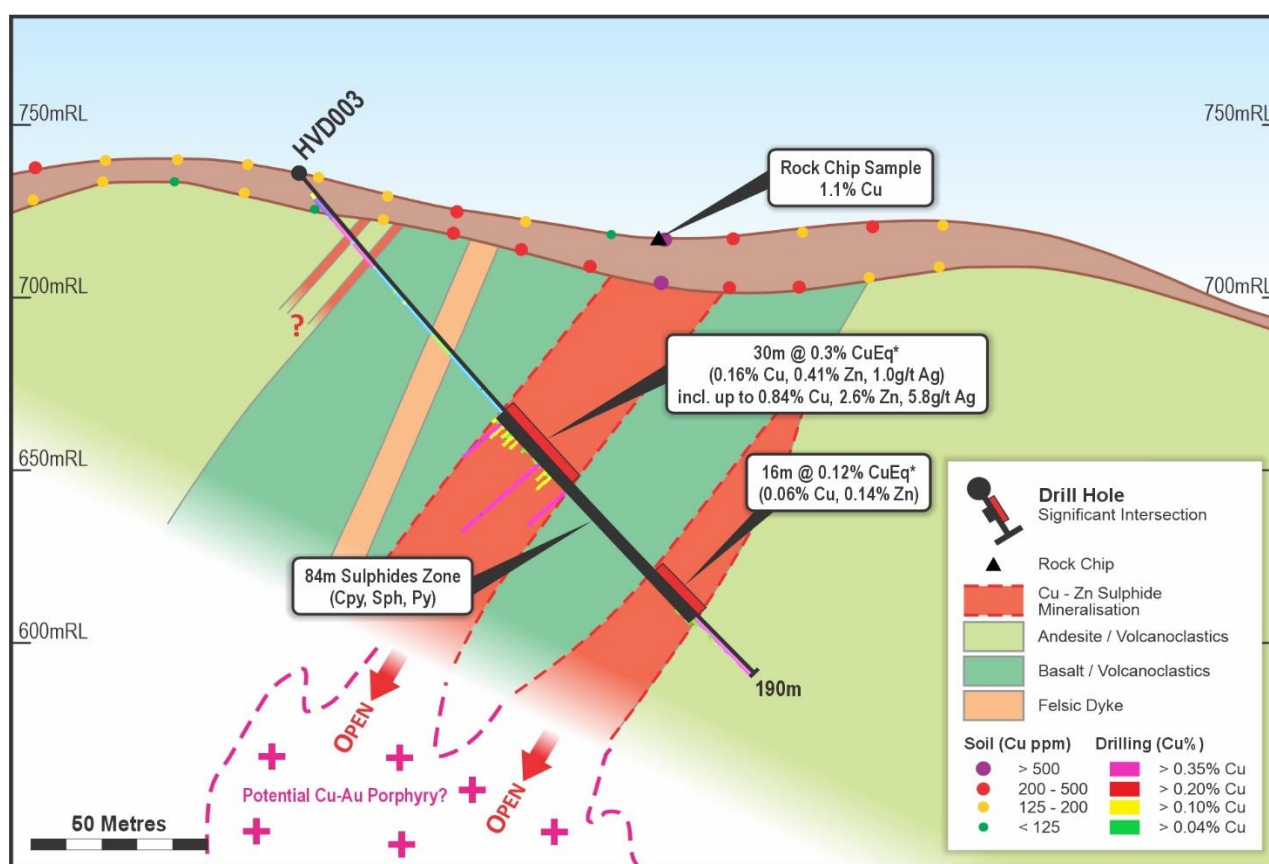 750mRL
750mRL
HVD003
Rock Chip Sample
1.1% Cu
700mRL
700mRL
?
30m @ 0.3% CuEq*
(0.16% Cu, 0.41% Zn, 1.0g/t Ag)
incl. up to 0.84% Cu, 2.6% Zn, 5.8g/t Ag
650mRL
16m @ 0.12% CuEq*
(0.06% Cu, 0.14% Zn)
84m Sulphides Zone
(Cpy, Sph, Py)
600mRL
190m
OPEN
OPEN
Potential Cu-Au Porphyry?
50 Metres
Drill Hole
Significant Intersection
Rock Chip
Cu - Zn Sulphide
Mineralisation
Andesite / Volcanoclastics
Basalt / Volcanoclastics
Felsic Dyke
Soil (Cu ppm)
> 500
200 - 500
125 - 200
< 125
Drilling (Cu%)
> 0.35% Cu
> 0.20% Cu
> 0.10% Cu
> 0.04% Cu